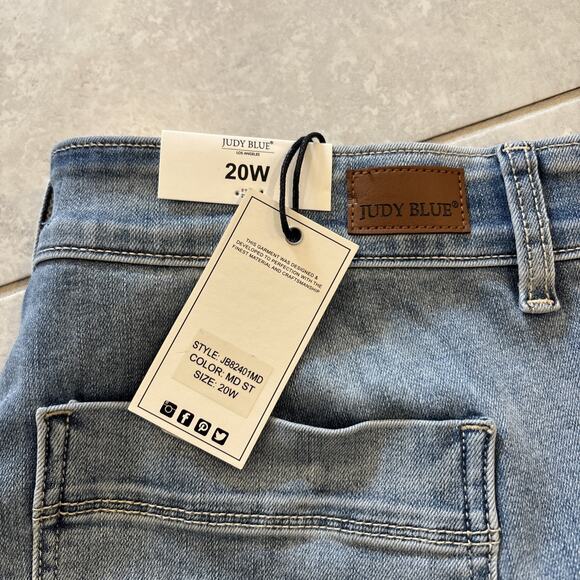 JUDY BLUE®
LOS ANGELES
20W
JUDY BLUE®
THIS GARMENT WAS DESIGNED &
DEVELOPED TO PERFECTION WITH THE
FINEST MATERIAL AND CRAFTSMANSHIP
STYLE: JB82401MD
COLOR: MD ST
SIZE: 20W